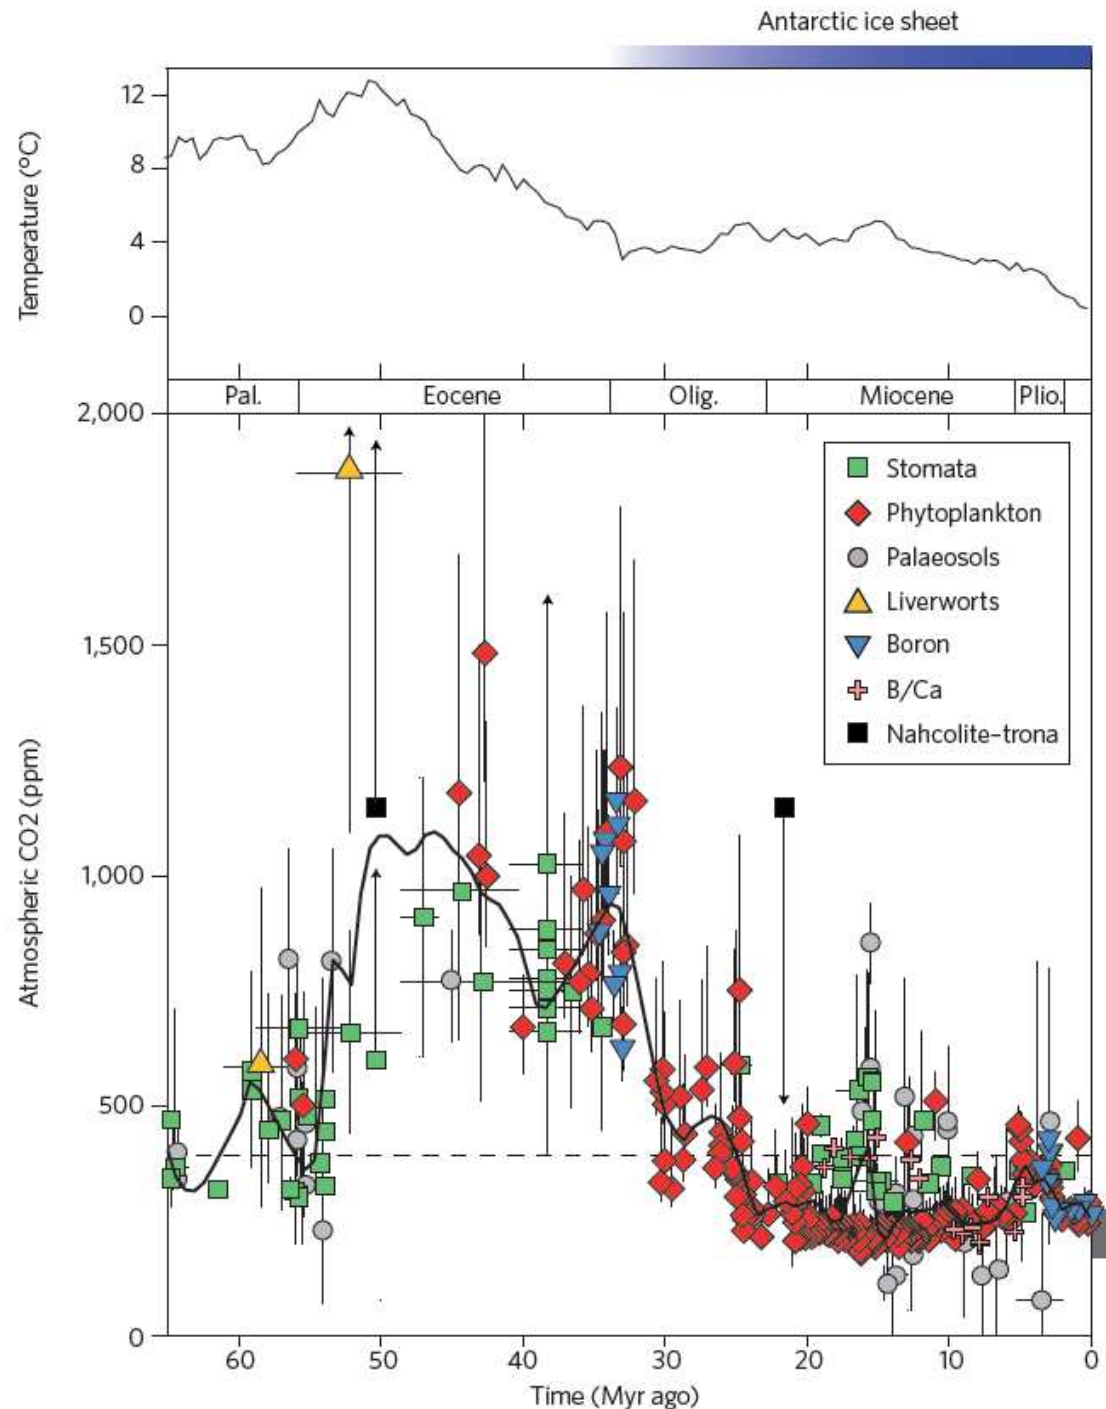 Antarctic ice sheet
Temperature (°C)
12
8
4
0
Pal. Eocene Olig. Miocene Plio.
Atmospheric CO2 (ppm)
2,000
1,500
1,000
500
0
Stomata
Phytoplankton
Palaeosols
Liverworts
Boron
B/Ca
Nahcolite–trona
60 50 40 30 20 10 0
Time (Myr ago)